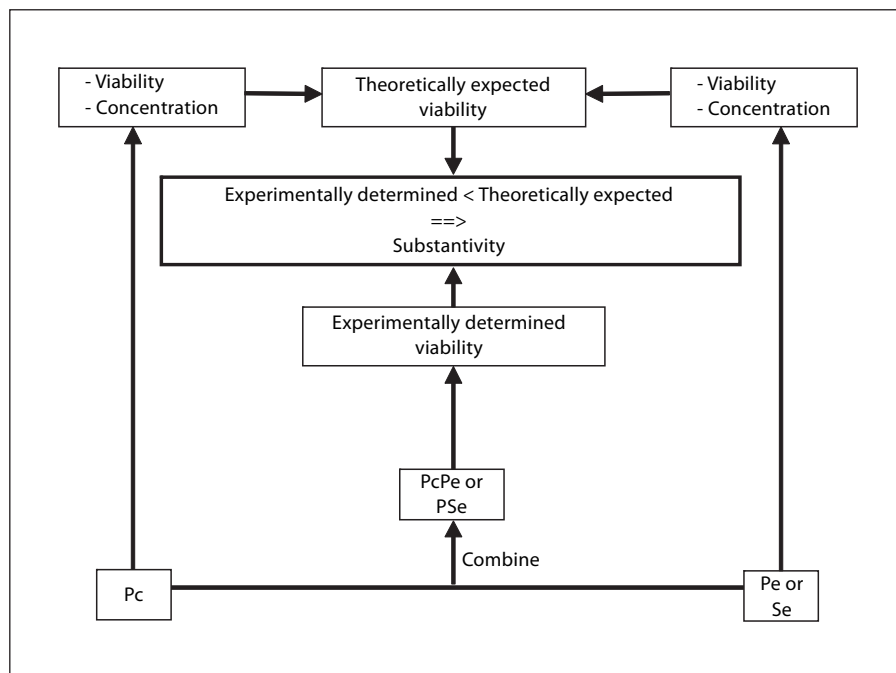 - Viability
- Concentration
Theoretically expected
viability
- Viability
- Concentration
Experimentally determined < Theoretically expected
==>
Substantivity
Experimentally determined
viability
PcPe or
PSe
Combine
Pc
Pe or
Se